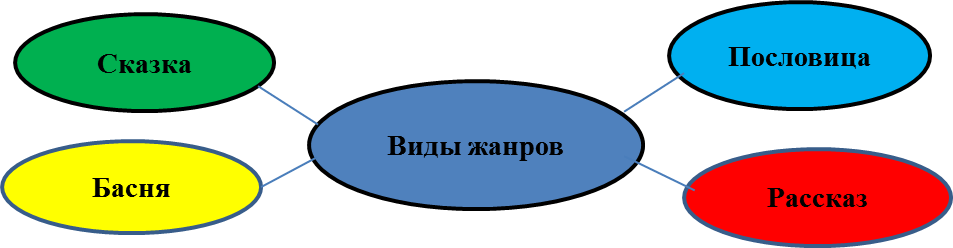 Сказка
Пословица
Виды жанров
Басня
Рассказ